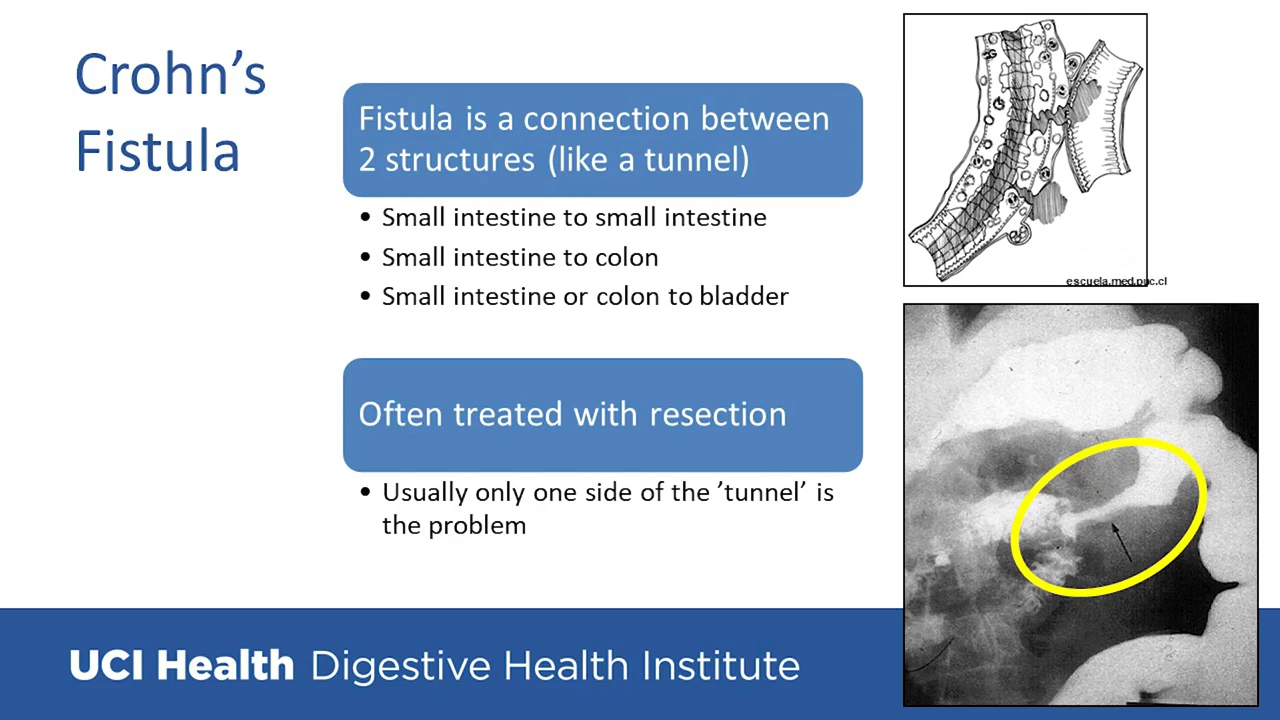 Crohn’s
Fistula
Fistula is a connection between
2 structures (like a tunnel)
• Small intestine to small intestine
• Small intestine to colon
• Small intestine or colon to bladder
Often treated with resection
• Usually only one side of the ’tunnel’ is
the problem
escuela.med.puc.cl
UCI Health Digestive Health Institute